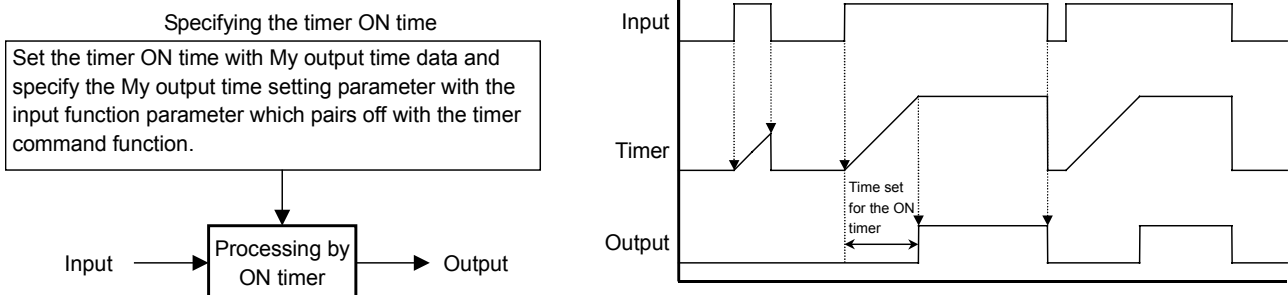 Specifying the timer ON time
Set the timer ON time with My output time data and
specify the My output time setting parameter with the
input function parameter which pairs off with the timer
command function.
Input
Processing by
ON timer
Output
Input
Timer
Time set
for the ON
timer
Output